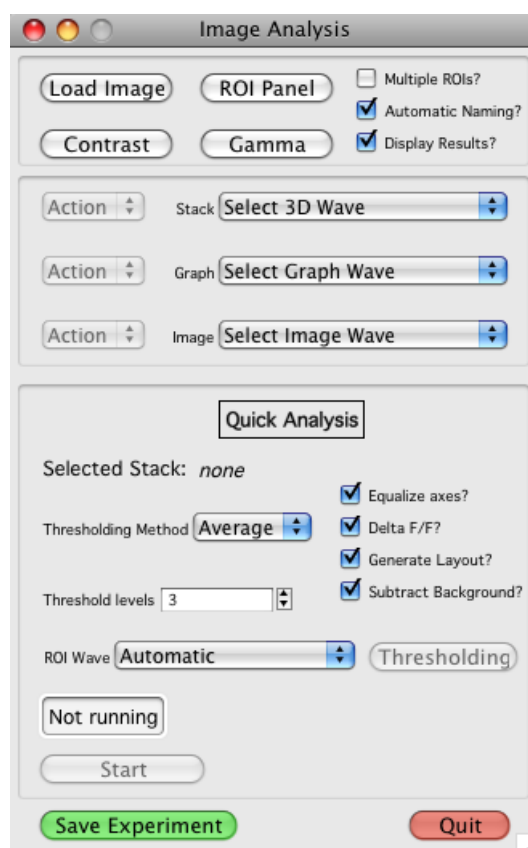 Image Analysis
Load Image ROI Panel Multiple ROIs?
Automatic Naming?
Contrast Gamma Display Results?
Action Stack Select 3D Wave
Action Graph Select Graph Wave
Action Image Select Image Wave
Quick Analysis
Selected Stack: none
Equalize axes?
Thresholding Method Average Delta F/F?
Generate Layout?
Threshold levels 3 Subtract Background?
ROI Wave Automatic Thresholding
Not running
Start
Save Experiment Quit